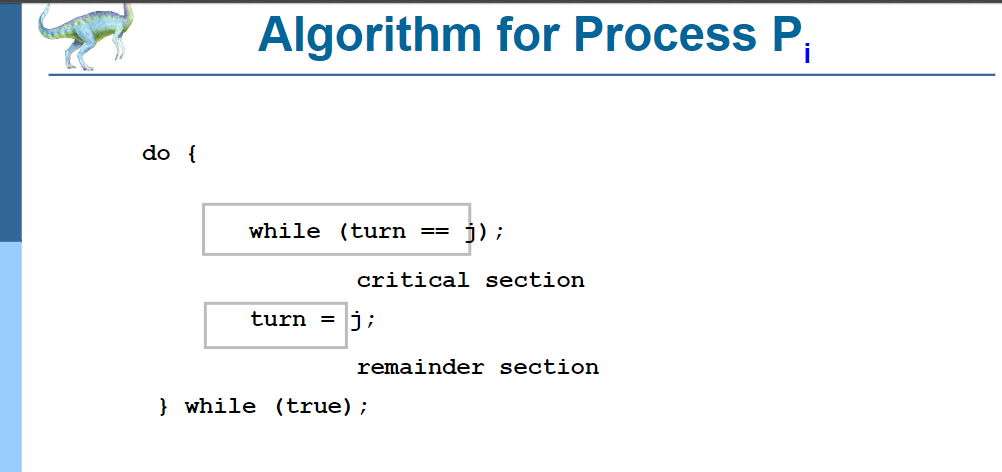 Algorithm for Process Pi
do {
while (turn == j);
critical section
turn = j;
remainder section
} while (true);